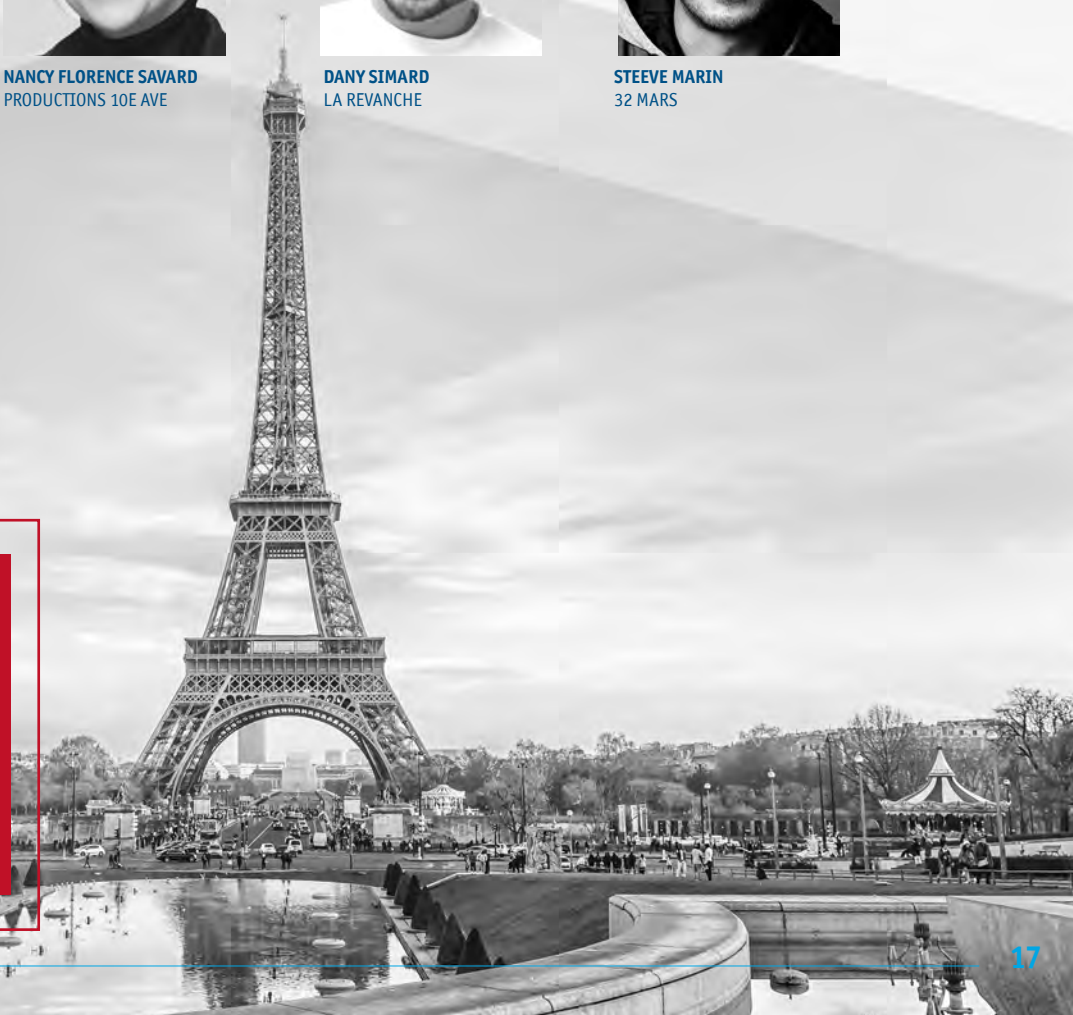 NANCY FLORENCE SAVARD
PRODUCTIONS 10E AVE
DANY SIMARD
LA REVANCHE
STEEVE MARIN
32 MARS
17